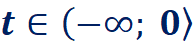 t ∈ (−∞; 0⟩